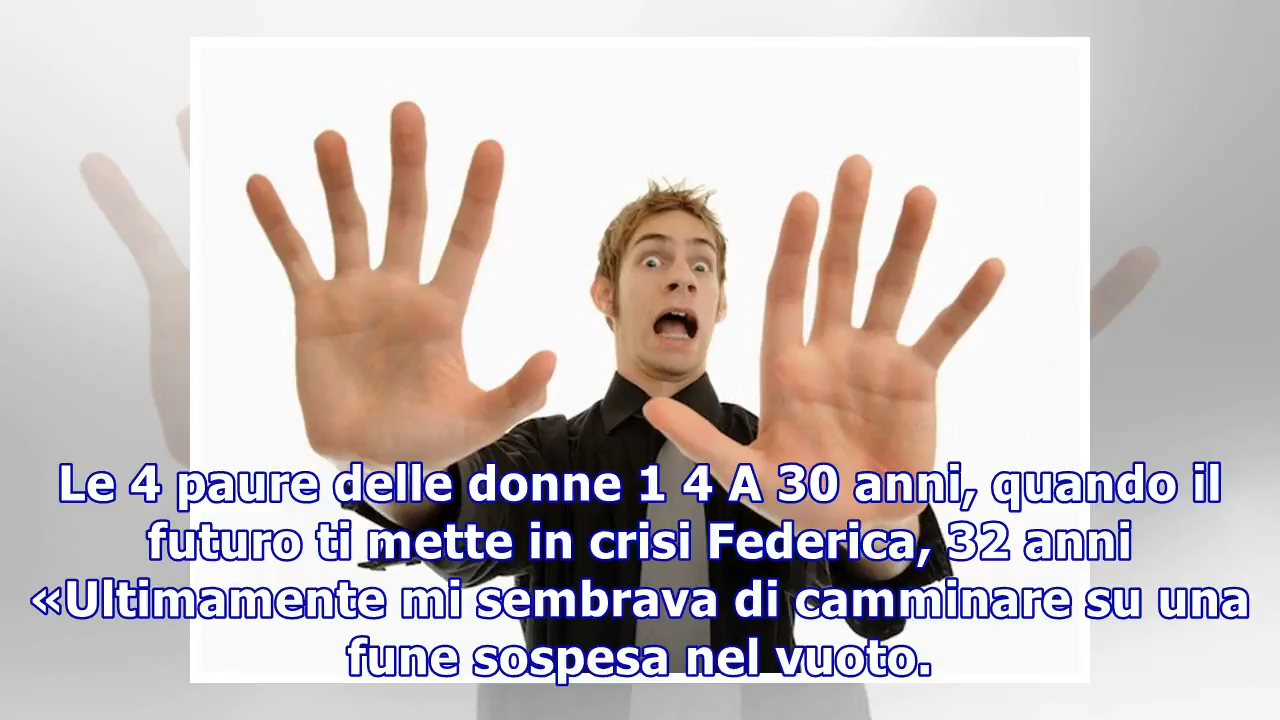 Le 4 paure delle donne 1 4 A 30 anni, quando il
futuro ti mette in crisi Federica, 32 anni
«Ultimamente mi sembrava di camminare su una
fune sospesa nel vuoto.